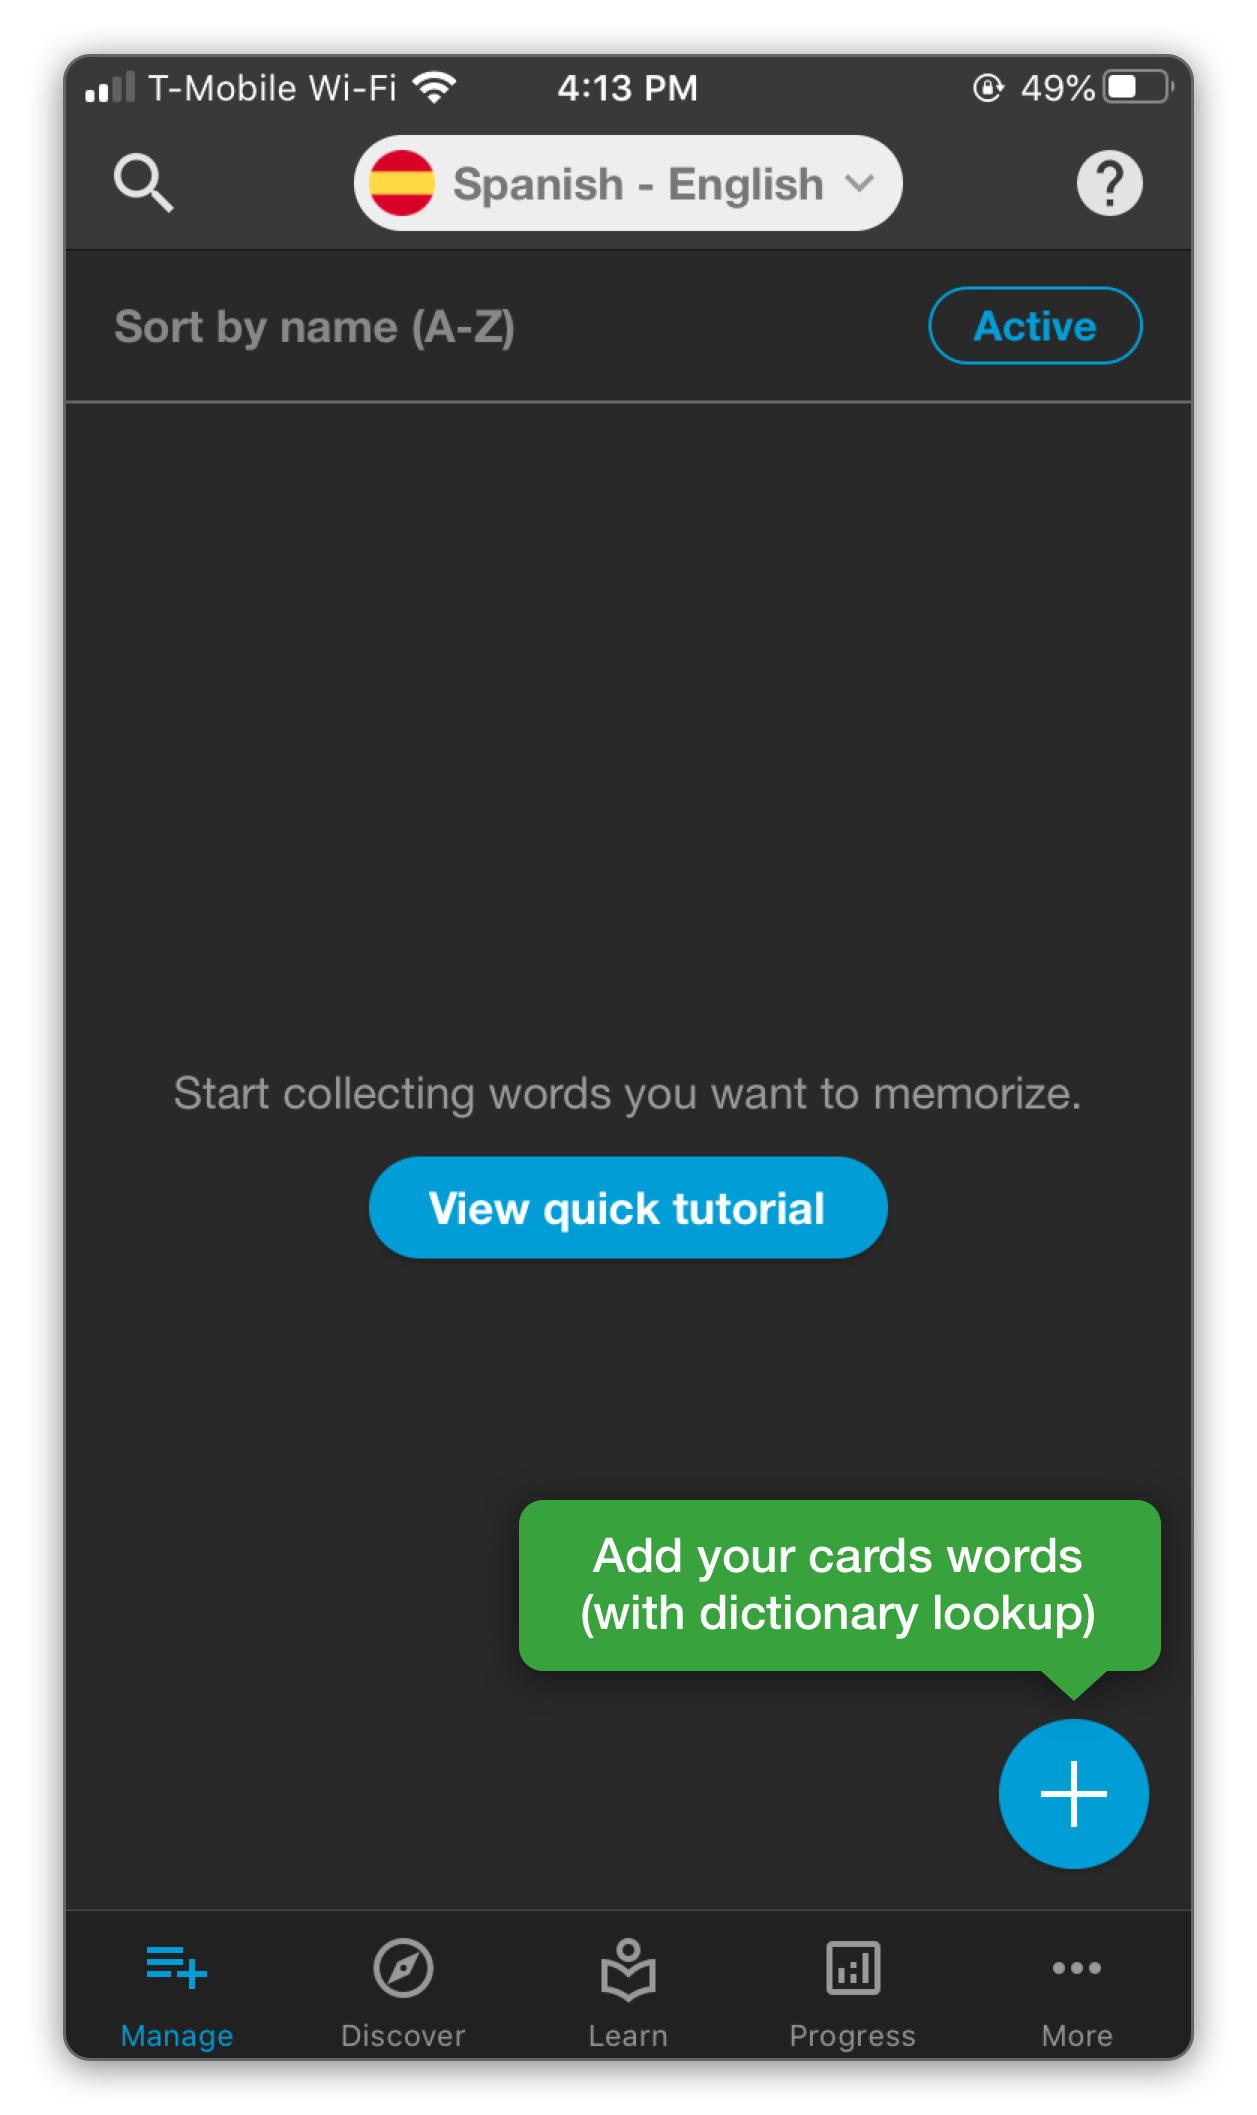 T-Mobile Wi-Fi 4:13 PM 49%
Spanish - English
?
Sort by name (A-Z) Active
Start collecting words you want to memorize.
View quick tutorial
Add your cards words
(with dictionary lookup)
Manage Discover Learn Progress More